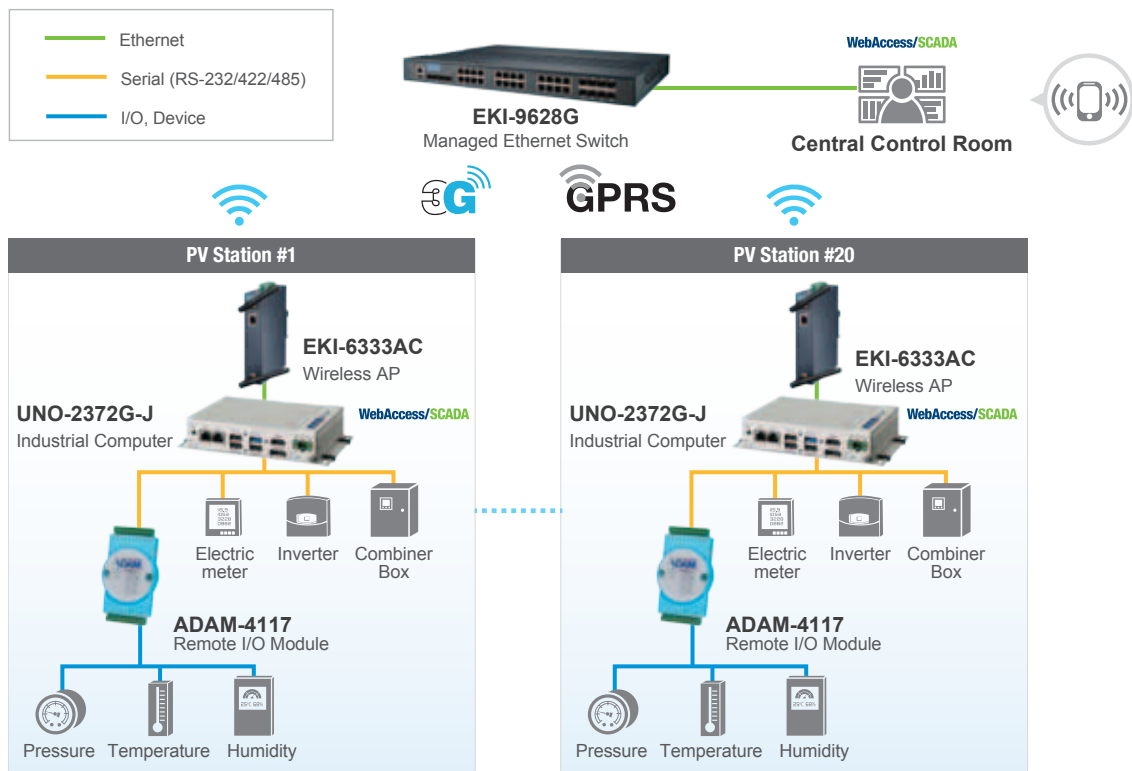 Ethernet
Serial (RS-232/422/485)
I/O, Device
EKI-9628G
Managed Ethernet Switch
WebAccess/SCADA
Central Control Room
3G
GPRS
PV Station #1
EKI-6333AC
Wireless AP
UNO-2372G-J
Industrial Computer
WebAccess/SCADA
Electric
meter
Inverter
Combiner
Box
ADAM
ADAM-4117
Remote I/O Module
Pressure
Temperature
Humidity
PV Station #20
EKI-6333AC
Wireless AP
UNO-2372G-J
Industrial Computer
WebAccess/SCADA
Electric
meter
Inverter
Combiner
Box
ADAM
ADAM-4117
Remote I/O Module
Pressure
Temperature
Humidity